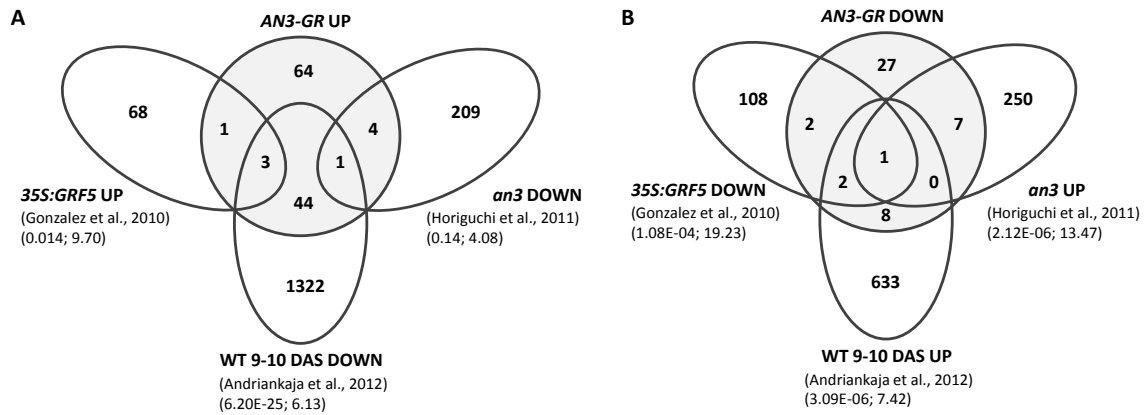 A
AN3-GR UP
64
68
209
1
4
3
1
44
35S:GRF5 UP
(Gonzalez et al., 2010)
(0.014; 9.70)
an3 DOWN
(Horiguchi et al., 2011)
(0.14; 4.08)
1322
WT 9-10 DAS DOWN
(Andriankaja et al., 2012)
(6.20E-25; 6.13)
B
AN3-GR DOWN
27
108
250
2
7
1
2
0
8
35S:GRF5 DOWN
(Gonzalez et al., 2010)
(1.08E-04; 19.23)
an3 UP
(Horiguchi et al., 2011)
(2.12E-06; 13.47)
633
WT 9-10 DAS UP
(Andriankaja et al., 2012)
(3.09E-06; 7.42)